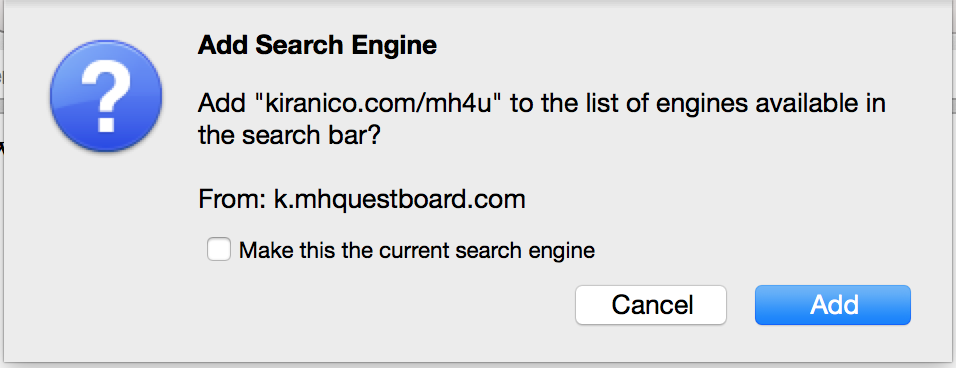 Add Search Engine
Add "kiranico.com/mh4u" to the list of engines available in
the search bar?
From: k.mhquestboard.com
Make this the current search engine
Cancel Add